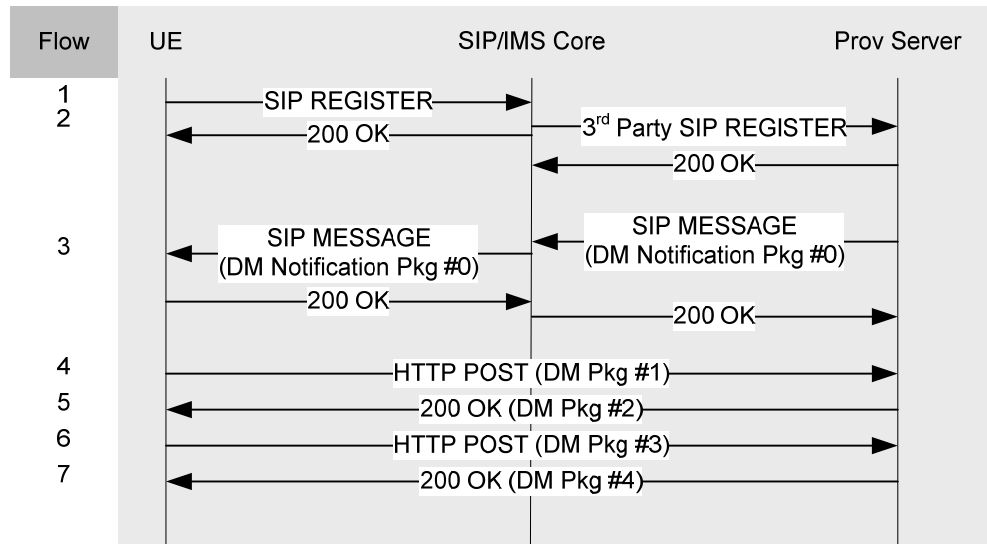 Flow UE SIP/IMS Core Prov Server
1 SIP REGISTER
2 200 OK 3rd Party SIP REGISTER
200 OK
3 SIP MESSAGE
(DM Notification Pkg #0)
SIP MESSAGE
(DM Notification Pkg #0)
200 OK
200 OK
4 HTTP POST (DM Pkg #1)
5 200 OK (DM Pkg #2)
6 HTTP POST (DM Pkg #3)
7 200 OK (DM Pkg #4)